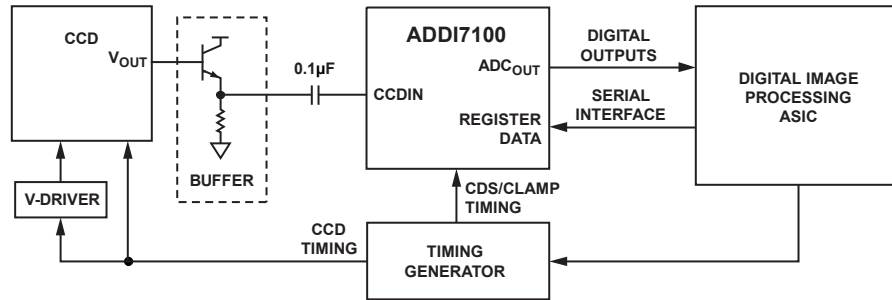 CCD
V_OUT
BUFFER
0.1µF
ADDI7100
CCDIN
ADC_OUT
REGISTER
DATA
DIGITAL
OUTPUTS
SERIAL
INTERFACE
DIGITAL IMAGE
PROCESSING
ASIC
V-DRIVER
CCD
TIMING
CDS/CLAMP
TIMING
TIMING
GENERATOR